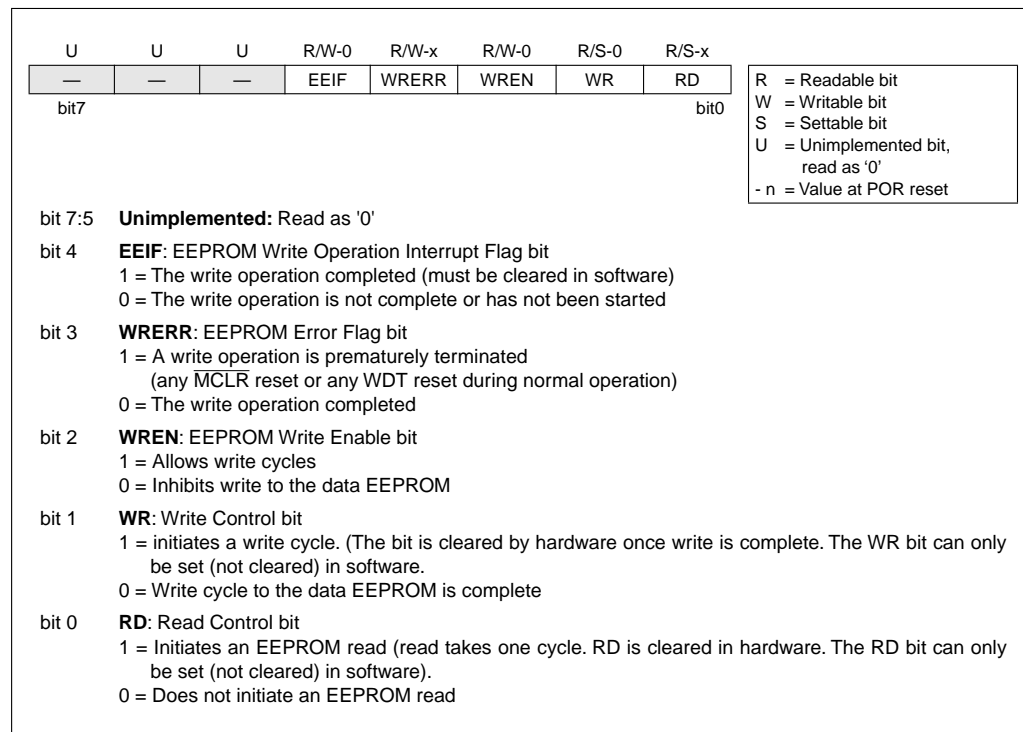 U U U R/W-0 R/W-x R/W-0 R/S-0 R/S-x
— — — EEIF WRERR WREN WR RD
bit7 bit0
R = Readable bit
W = Writable bit
S = Settable bit
U = Unimplemented bit,
read as ‘0’
- n = Value at POR reset
bit 7:5 Unimplemented: Read as '0'
bit 4 EEIF: EEPROM Write Operation Interrupt Flag bit
1 = The write operation completed (must be cleared in software)
0 = The write operation is not complete or has not been started
bit 3 WRERR: EEPROM Error Flag bit
1 = A write operation is prematurely terminated
(any MCLR reset or any WDT reset during normal operation)
0 = The write operation completed
bit 2 WREN: EEPROM Write Enable bit
1 = Allows write cycles
0 = Inhibits write to the data EEPROM
bit 1 WR: Write Control bit
1 = initiates a write cycle. (The bit is cleared by hardware once write is complete. The WR bit can only
be set (not cleared) in software.
0 = Write cycle to the data EEPROM is complete
bit 0 RD: Read Control bit
1 = Initiates an EEPROM read (read takes one cycle. RD is cleared in hardware. The RD bit can only
be set (not cleared) in software).
0 = Does not initiate an EEPROM read